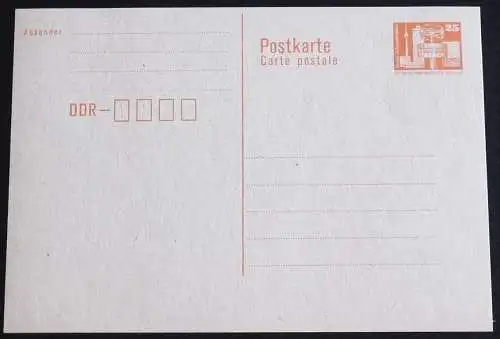 Absender
Postkarte
Carte postale
25
DDR—